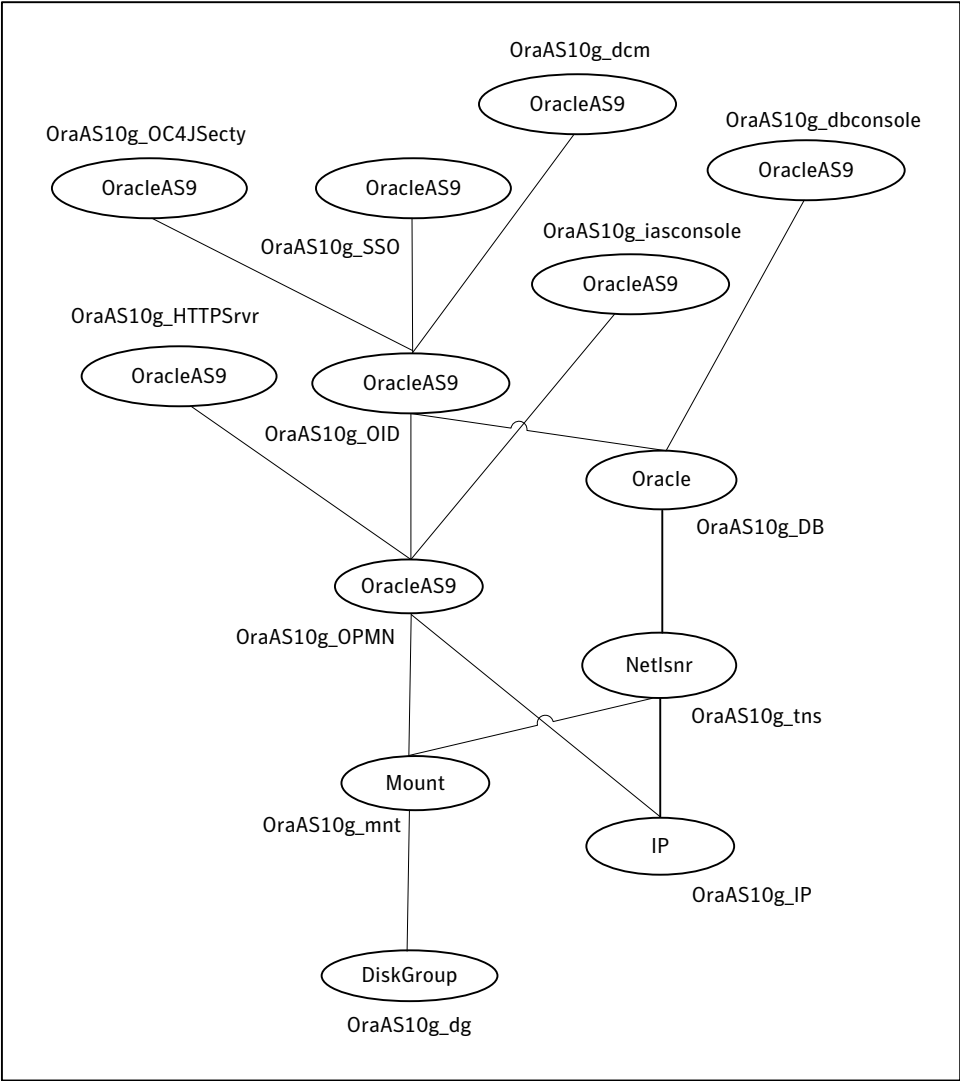 OraAS10g_dcm
OracleAS9
OraAS10g_dbconsole
OraAS10g_OC4JSecty
OracleAS9
OracleAS9
OracleAS9
OraAS10g_SSO
OraAS10g_iasconsole
OracleAS9
OraAS10g_HTTPSrvr
OracleAS9
OracleAS9
OraAS10g_OID
Oracle
OraAS10g_DB
OracleAS9
OraAS10g_OPMN
Netlsnr
OraAS10g_tns
Mount
OraAS10g_mnt
IP
OraAS10g_IP
DiskGroup
OraAS10g_dg